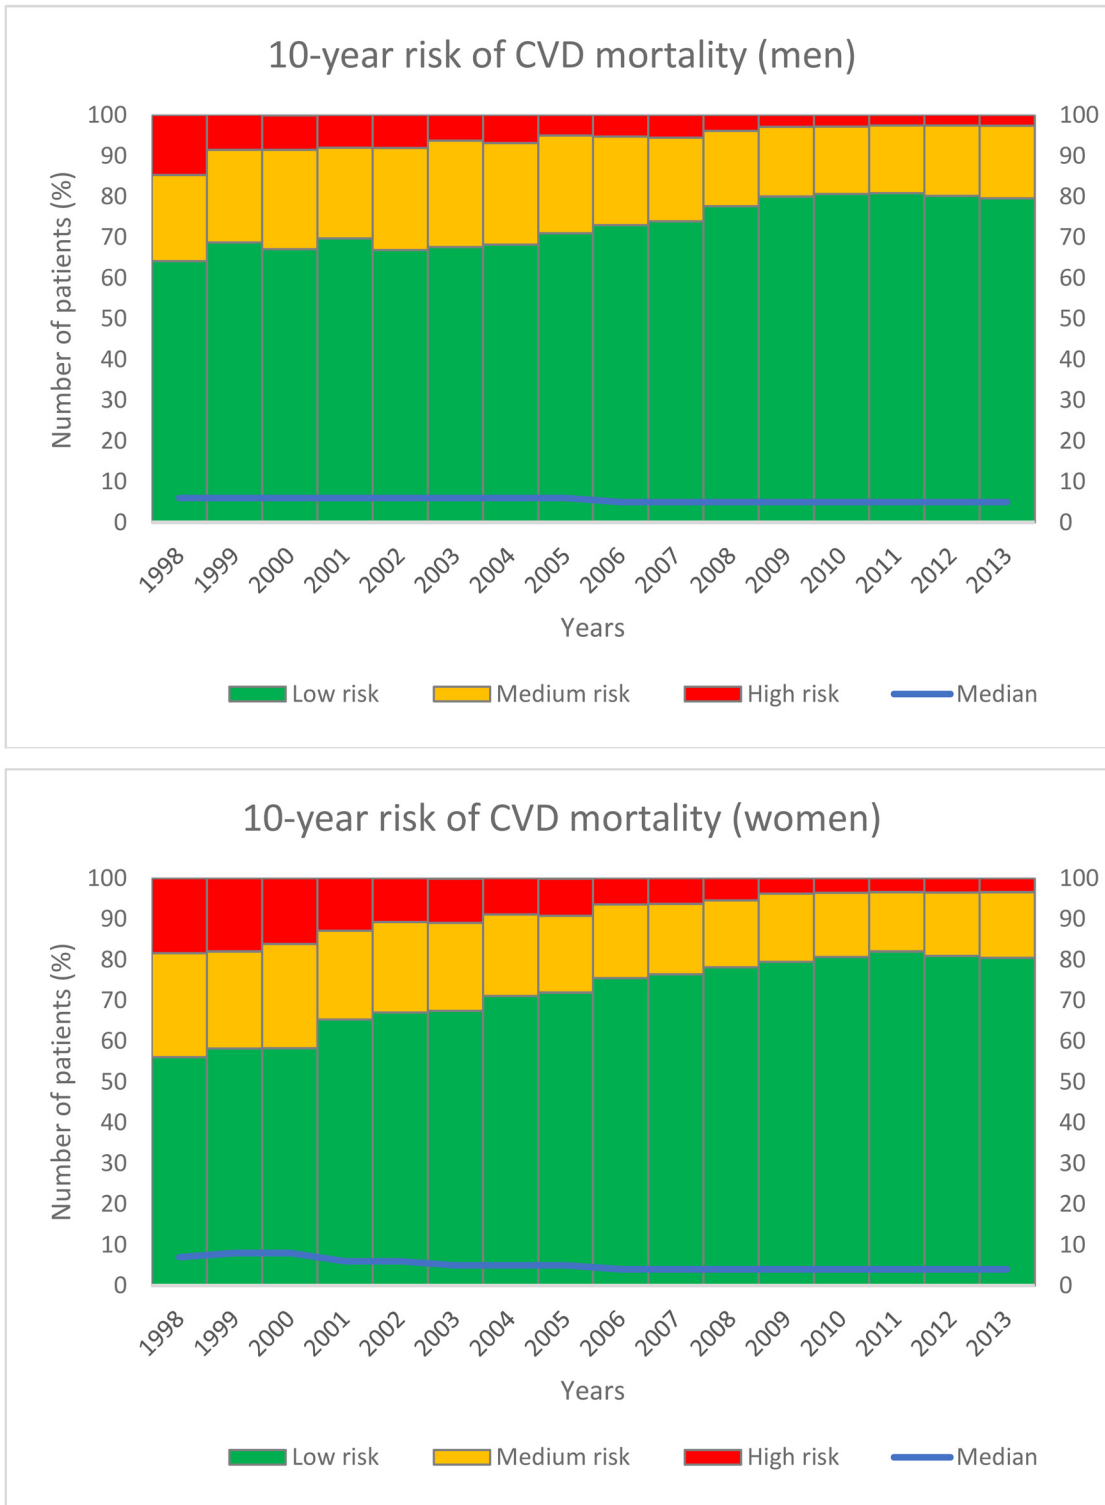 10-year risk of CVD mortality (men)
Number of patients (%)
100 90 80 70 60 50 40 30 20 10 0
100 90 80 70 60 50 40 30 20 10 0
1998 1999 2000 2001 2002 2003 2004 2005 2006 2007 2008 2009 2010 2011 2012 2013
Years
Low risk Medium risk High risk Median
10-year risk of CVD mortality (women)
Number of patients (%)
100 90 80 70 60 50 40 30 20 10 0
100 90 80 70 60 50 40 30 20 10 0
1998 1999 2000 2001 2002 2003 2004 2005 2006 2007 2008 2009 2010 2011 2012 2013
Years
Low risk Medium risk High risk Median